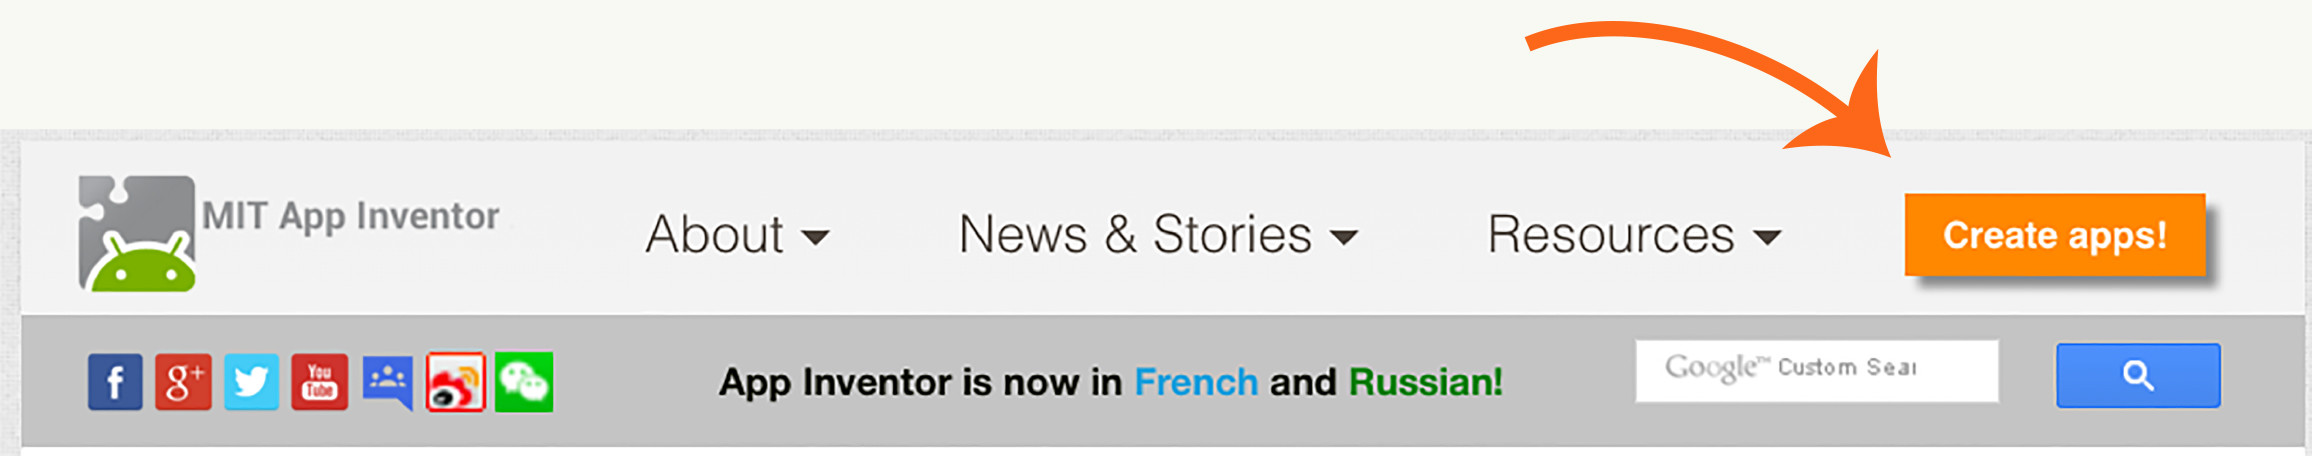 MIT App Inventor
About
News & Stories
Resources
Create apps!
f
g+
You
Tube
App Inventor is now in French and Russian!
Google™ Custom Sear